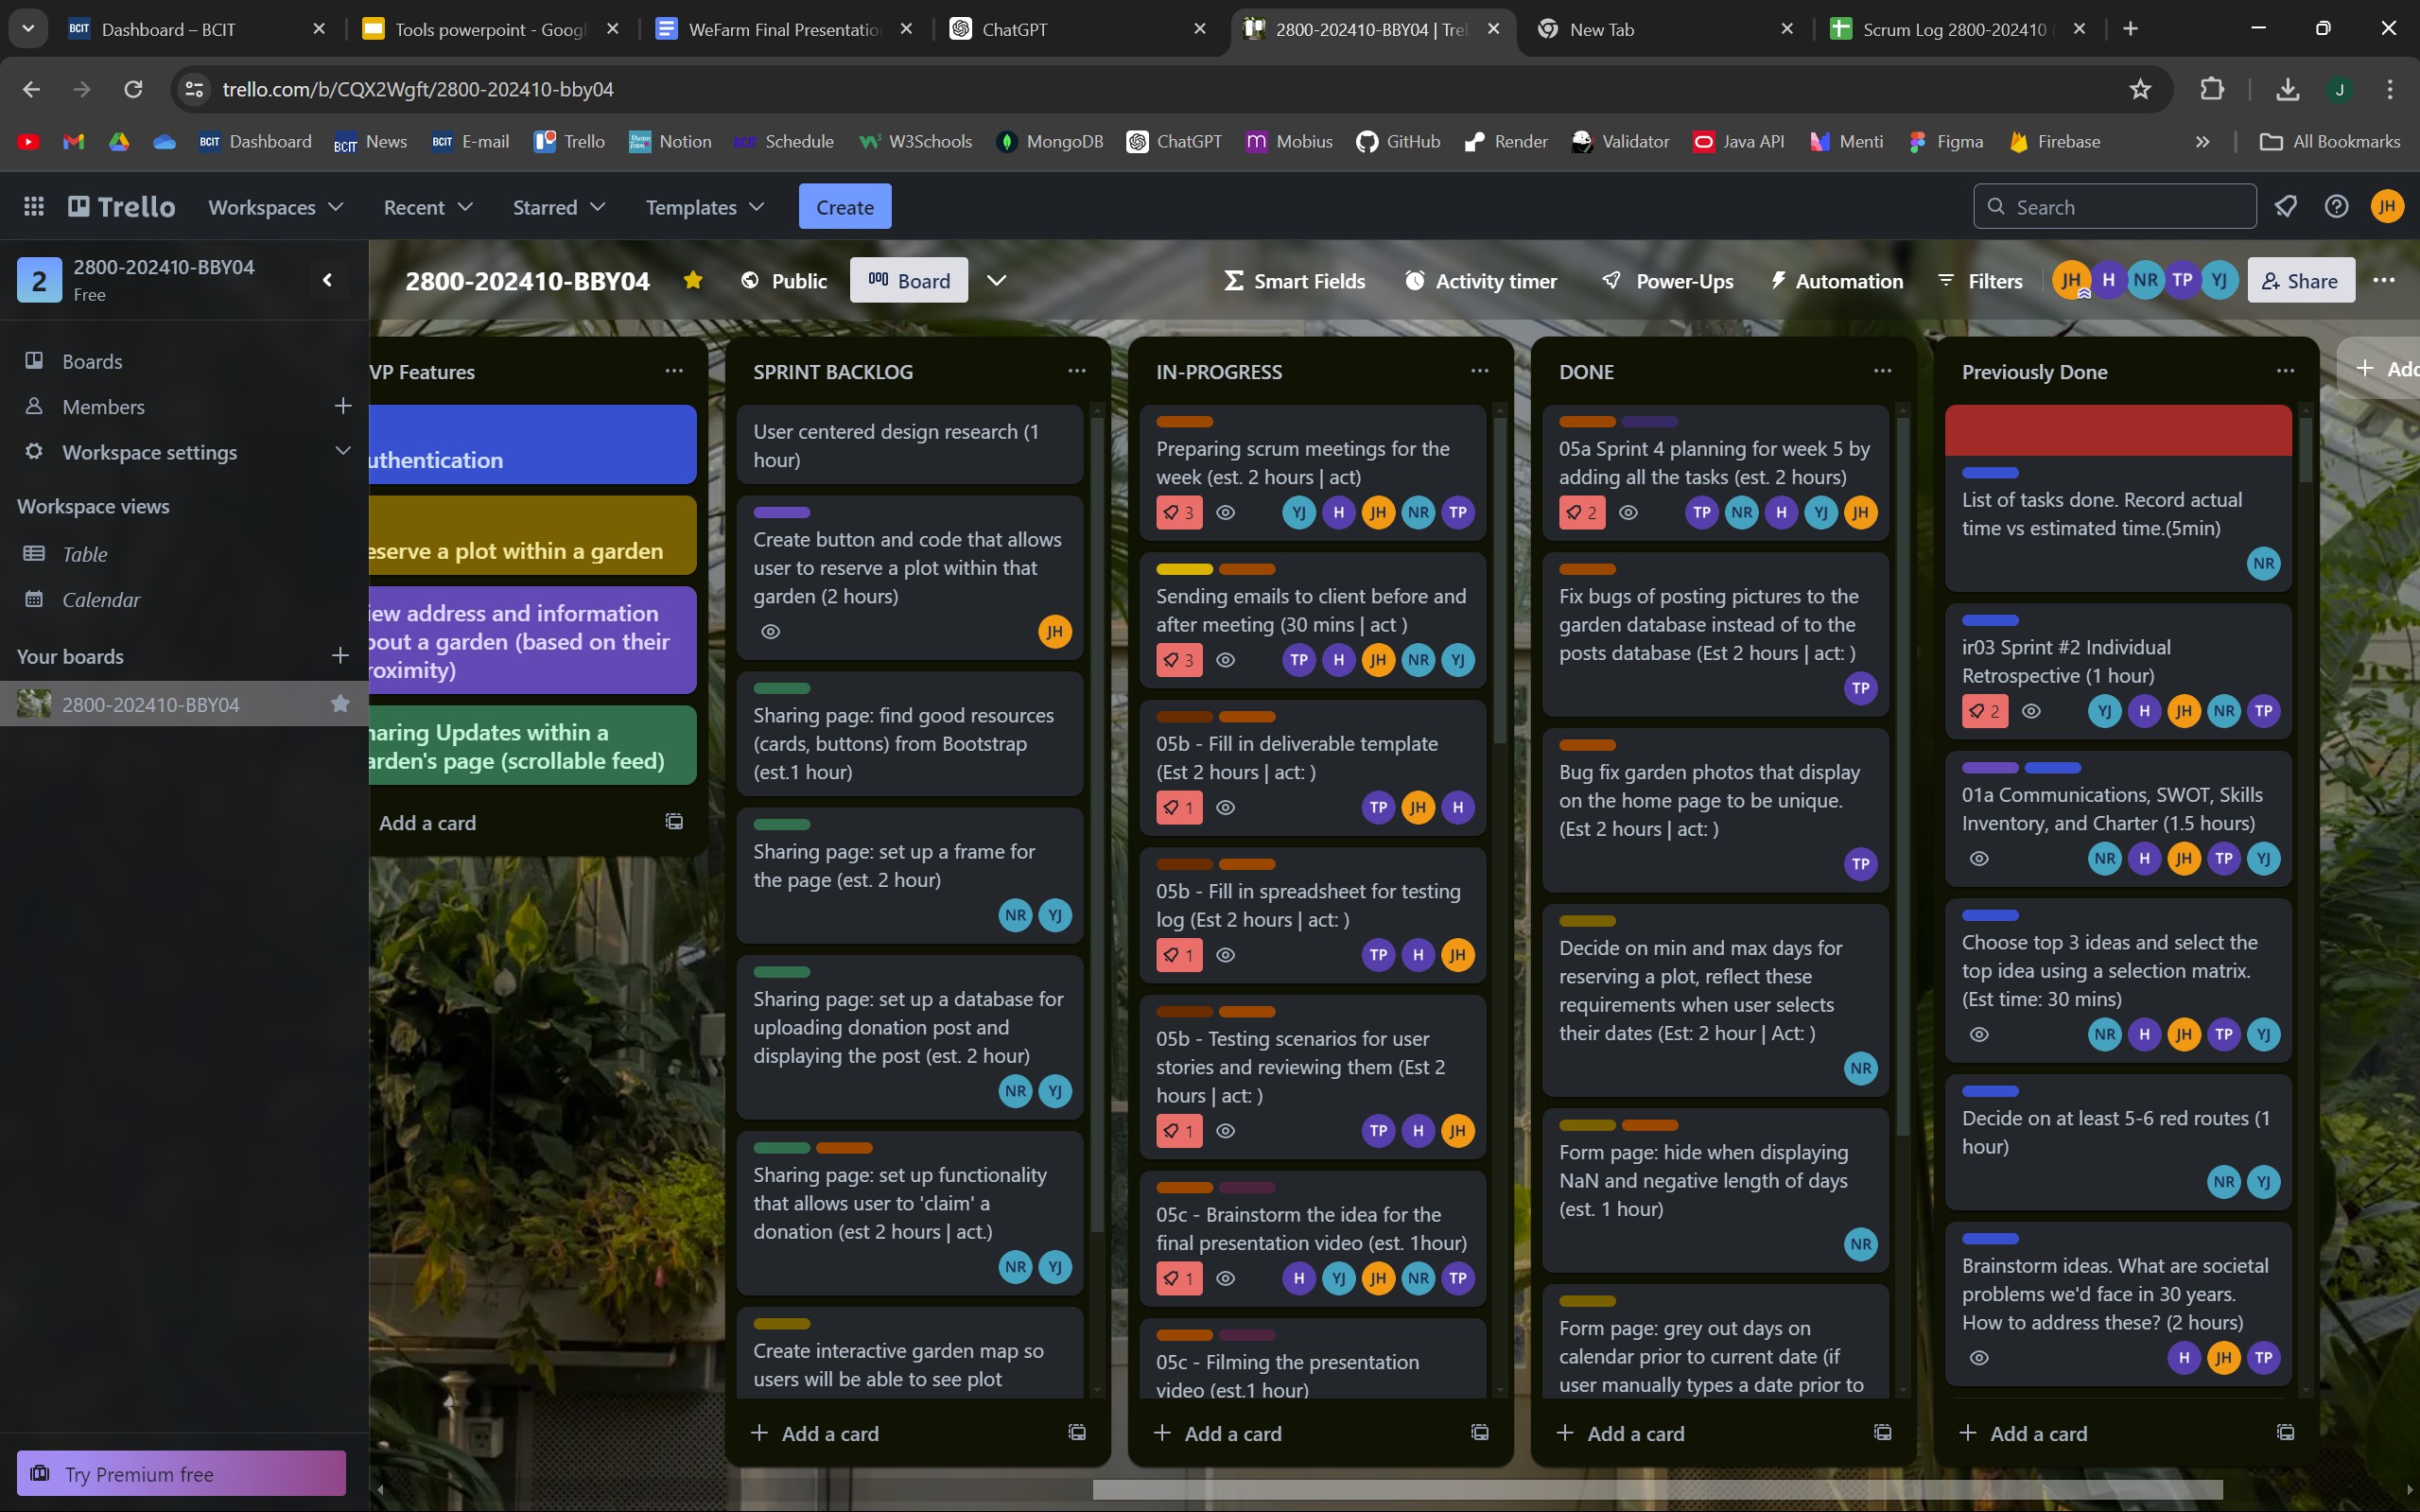 Dashboard – BCIT
Tools powerpoint - Goog
WeFarm Final Presentatio
ChatGPT
2800-202410-BBY04 | Tre
New Tab
Scrum Log 2800-202410
trello.com/b/CQX2Wgft/2800-202410-bby04
J
BCIT Dashboard
BCIT News
BCIT E-mail
Trello
Notion
BCIT Schedule
W3Schools
MongoDB
ChatGPT
Mobius
GitHub
Render
Validator
Java API
Menti
Figma
Firebase
All Bookmarks
Trello
Workspaces
Recent
Starred
Templates
Create
Search
JH
2
2800-202410-BBY04
Free
2800-202410-BBY04
Public
Board
Smart Fields
Activity timer
Power-Ups
Automation
Filters
JH H NR TP YJ
Share
Boards
Members
Workspace settings
Workspace views
Table
Calendar
Your boards
2800-202410-BBY04
Try Premium free
VP Features
uthentication
eserve a plot within a garden
iew address and information
bout a garden (based on their
roximity)
haring Updates within a
arden's page (scrollable feed)
Add a card
SPRINT BACKLOG
User centered design research (1
hour)
Create button and code that allows
user to reserve a plot within that
garden (2 hours)
JH
Sharing page: find good resources
(cards, buttons) from Bootstrap
(est.1 hour)
Sharing page: set up a frame for
the page (est. 2 hour)
NR YJ
Sharing page: set up a database for
uploading donation post and
displaying the post (est. 2 hour)
NR YJ
Sharing page: set up functionality
that allows user to 'claim' a
donation (est 2 hours | act.)
NR YJ
Create interactive garden map so
users will be able to see plot
Add a card
IN-PROGRESS
Preparing scrum meetings for the
week (est. 2 hours | act)
3 YJ H JH NR TP
Sending emails to client before and
after meeting (30 mins | act )
3 TP H JH NR YJ
05b - Fill in deliverable template
(Est 2 hours | act: )
1 TP JH H
05b - Fill in spreadsheet for testing
log (Est 2 hours | act: )
1 TP H JH
05b - Testing scenarios for user
stories and reviewing them (Est 2
hours | act: )
1 TP H JH
05c - Brainstorm the idea for the
final presentation video (est. 1hour)
1 H YJ JH NR TP
05c - Filming the presentation
video (est.1 hour)
Add a card
DONE
05a Sprint 4 planning for week 5 by
adding all the tasks (est. 2 hours)
2 TP NR H YJ JH
Fix bugs of posting pictures to the
garden database instead of to the
posts database (Est 2 hours | act: )
TP
Bug fix garden photos that display
on the home page to be unique.
(Est 2 hours | act: )
TP
Decide on min and max days for
reserving a plot, reflect these
requirements when user selects
their dates (Est: 2 hour | Act: )
NR
Form page: hide when displaying
NaN and negative length of days
(est. 1 hour)
NR
Form page: grey out days on
calendar prior to current date (if
user manually types a date prior to
Add a card
Previously Done
List of tasks done. Record actual
time vs estimated time.(5min)
NR
ir03 Sprint #2 Individual
Retrospective (1 hour)
2 YJ H JH NR TP
01a Communications, SWOT, Skills
Inventory, and Charter (1.5 hours)
NR H JH TP YJ
Choose top 3 ideas and select the
top idea using a selection matrix.
(Est time: 30 mins)
NR H JH TP YJ
Decide on at least 5-6 red routes (1
hour)
NR YJ
Brainstorm ideas. What are societal
problems we'd face in 30 years.
How to address these? (2 hours)
H JH TP
Add a card
Add